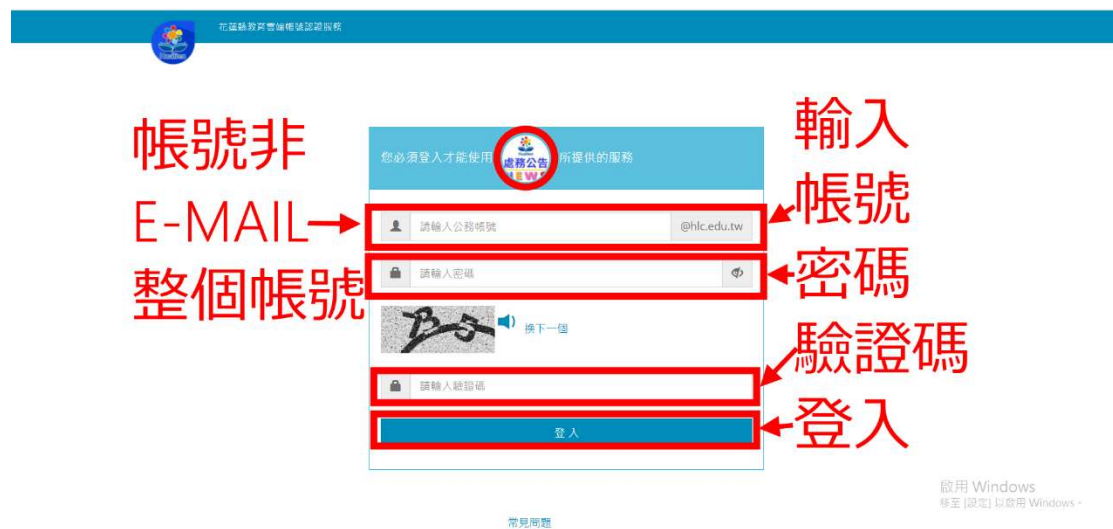 花蓮縣教育雲端帳號認證服務
您必須登入才能使用
處務公告
NEWS
所提供的服務
帳號非
E-MAIL
整個帳號
請輸入公務帳號
@hlc.edu.tw
請輸入密碼
換下一個
請輸入驗證碼
登入
輸入
帳號
密碼
驗證碼
登入
常見問題
啟用 Windows
移至 [設定] 以啟用 Windows。